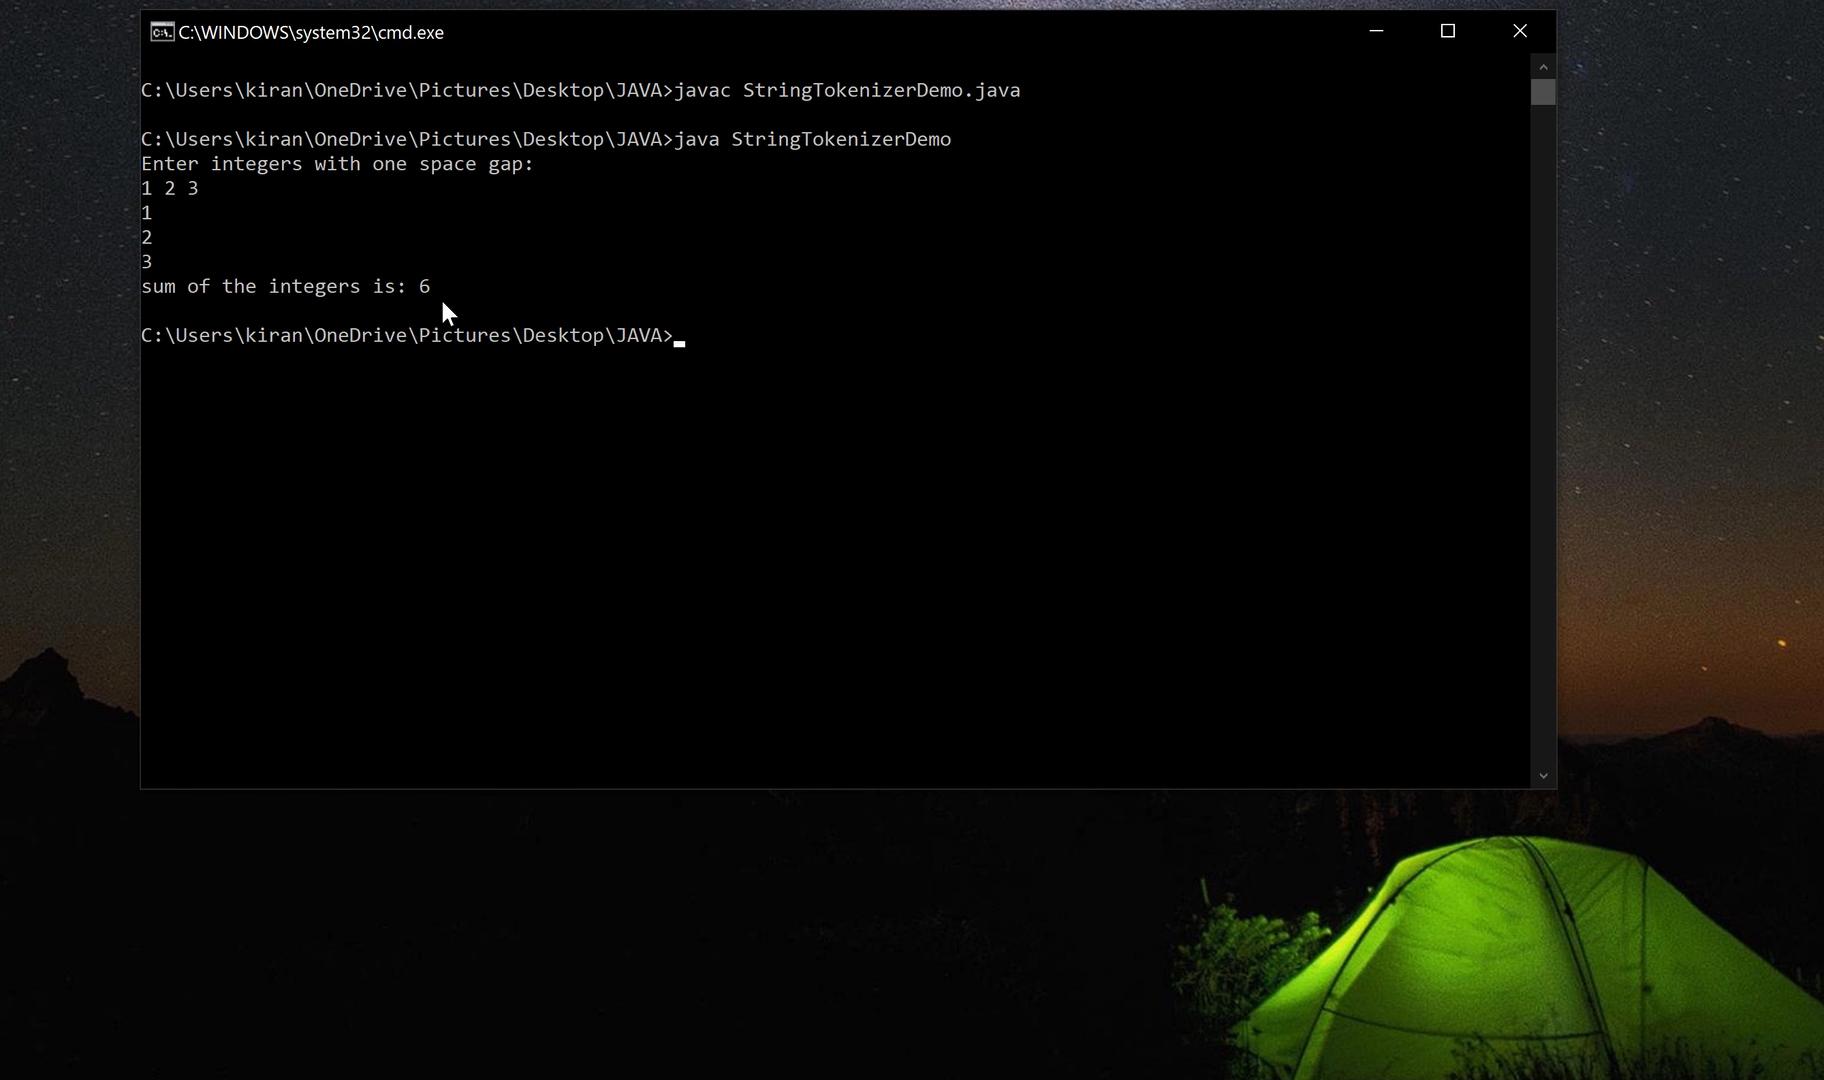 C:\WINDOWS\system32\cmd.exe
C:\Users\kiran\OneDrive\Pictures\Desktop\JAVA>javac StringTokenizerDemo.java
C:\Users\kiran\OneDrive\Pictures\Desktop\JAVA>java StringTokenizerDemo
Enter integers with one space gap:
1 2 3
1
2
3
sum of the integers is: 6
C:\Users\kiran\OneDrive\Pictures\Desktop\JAVA>